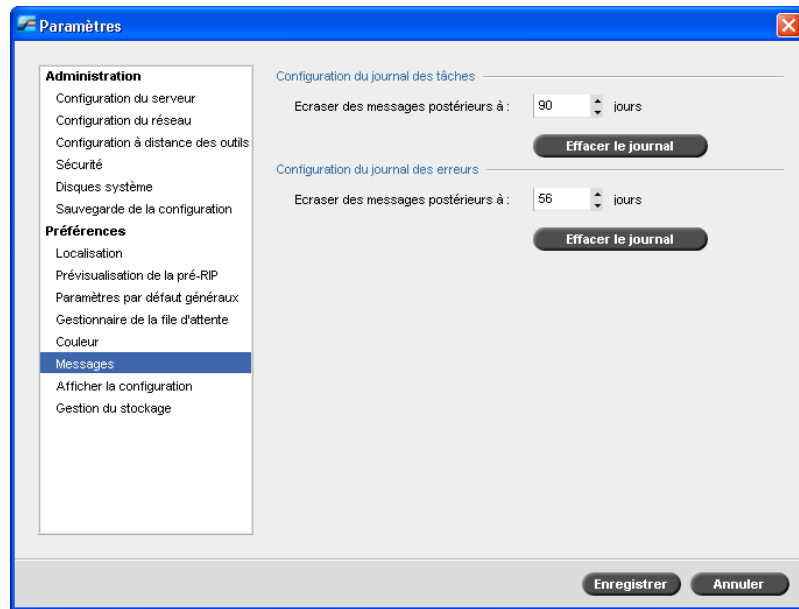 Paramètres
Administration
Configuration du serveur
Configuration du réseau
Configuration à distance des outils
Sécurité
Disques système
Sauvegarde de la configuration
Préférences
Localisation
Prévisualisation de la pré-RIP
Paramètres par défaut généraux
Gestionnaire de la file d'attente
Couleur
Messages
Afficher la configuration
Gestion du stockage
Configuration du journal des tâches
Ecraser des messages postérieurs à : 90 jours
Effacer le journal
Configuration du journal des erreurs
Ecraser des messages postérieurs à : 56 jours
Effacer le journal
Enregistrer Annuler